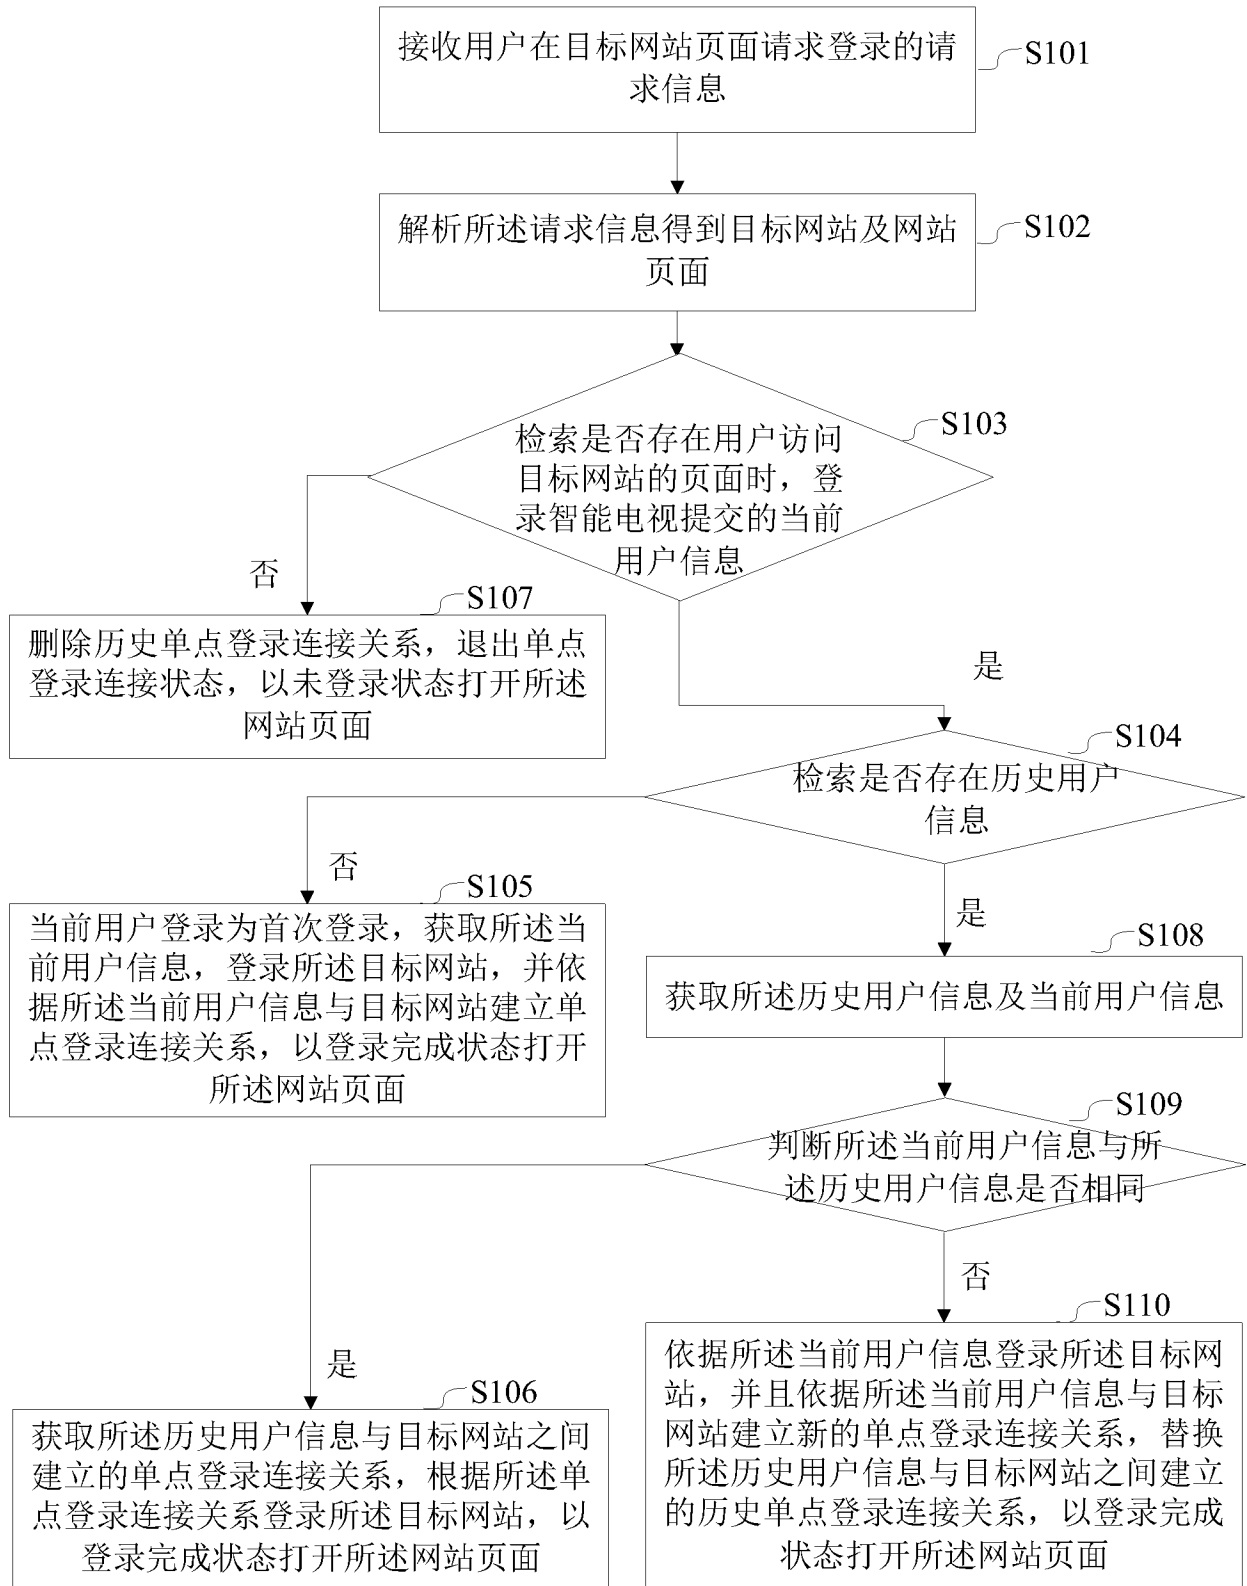 接收用户在目标网站页面请求登录的请
求信息
S101
解析所述请求信息得到目标网站及网站
页面
S102
S103
检索是否存在用户访问
目标网站的页面时，登
录智能电视提交的当前
用户信息
否
S107
删除历史单点登录连接关系，退出单点
登录连接状态，以未登录状态打开所述
网站页面
是
S104
检索是否存在历史用户
信息
否
S105
当前用户登录为首次登录，获取所述当
前用户信息，登录所述目标网站，并依
据所述当前用户信息与目标网站建立单
点登录连接关系，以登录完成状态打开
所述网站页面
是
S108
获取所述历史用户信息及当前用户信息
S109
判断所述当前用户信息与所
述历史用户信息是否相同
否
S110
依据所述当前用户信息登录所述目标网
站，并且依据所述当前用户信息与目标
网站建立新的单点登录连接关系，替换
所述历史用户信息与目标网站之间建立
的历史单点登录连接关系，以登录完成
状态打开所述网站页面
是
S106
获取所述历史用户信息与目标网站之间
建立的单点登录连接关系，根据所述单
点登录连接关系登录所述目标网站，以
登录完成状态打开所述网站页面